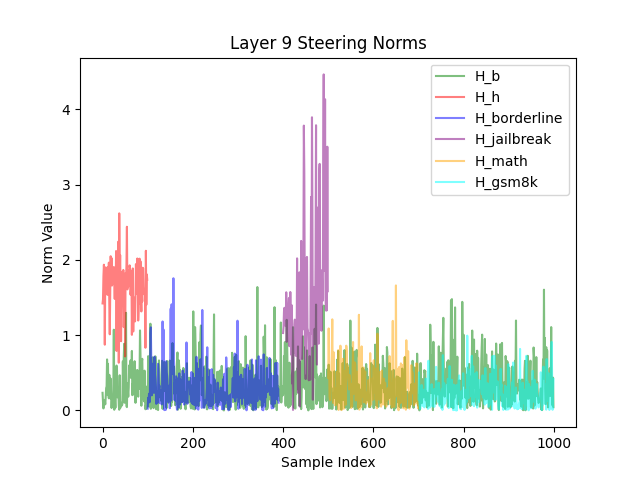 Layer 9 Steering Norms
Norm Value
4
3
2
1
0
0
200
400
600
800
1000
Sample Index
H_b
H_h
H_borderline
H_jailbreak
H_math
H_gsm8k